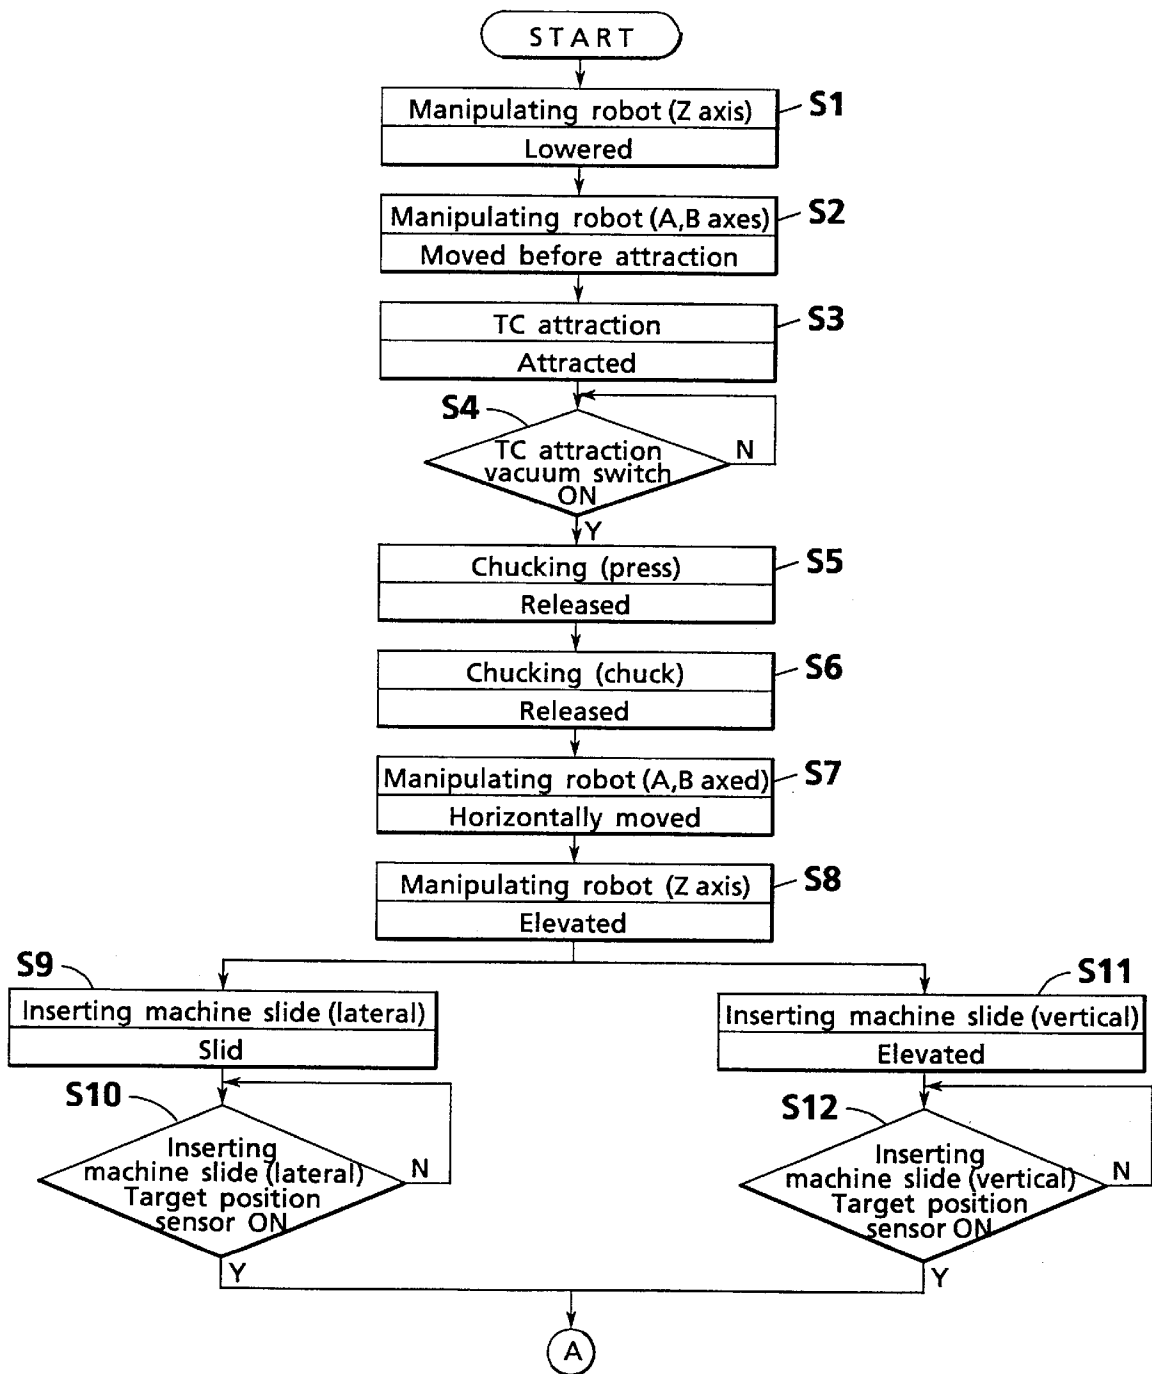 START
Manipulating robot (Z axis)
S1
Lowered
Manipulating robot (A,B axes)
S2
Moved before attraction
TC attraction
S3
Attracted
S4
TC attraction
vacuum switch
ON
N
Y
Chucking (press)
S5
Released
Chucking (chuck)
S6
Released
Manipulating robot (A,B axed)
S7
Horizontally moved
Manipulating robot (Z axis)
S8
Elevated
S9
Inserting machine slide (lateral)
Slid
S11
Inserting machine slide (vertical)
Elevated
S10
Inserting
machine slide (lateral)
Target position
sensor ON
N
Y
S12
Inserting
machine slide (vertical)
Target position
sensor ON
N
Y
A